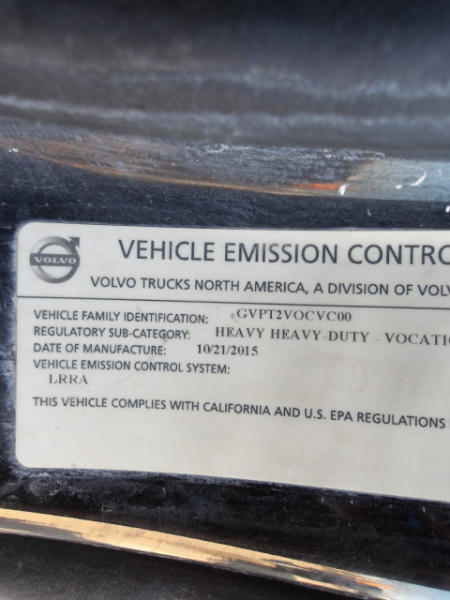 VOLVO
VEHICLE EMISSION CONTRO
VOLVO TRUCKS NORTH AMERICA, A DIVISION OF VOLV
VEHICLE FAMILY IDENTIFICATION: GVPT2VOCVC00
REGULATORY SUB-CATEGORY: HEAVY HEAVY-DUTY - VOCATIO
DATE OF MANUFACTURE: 10/21/2015
VEHICLE EMISSION CONTROL SYSTEM:
LRRA
THIS VEHICLE COMPLIES WITH CALIFORNIA AND U.S. EPA REGULATIONS